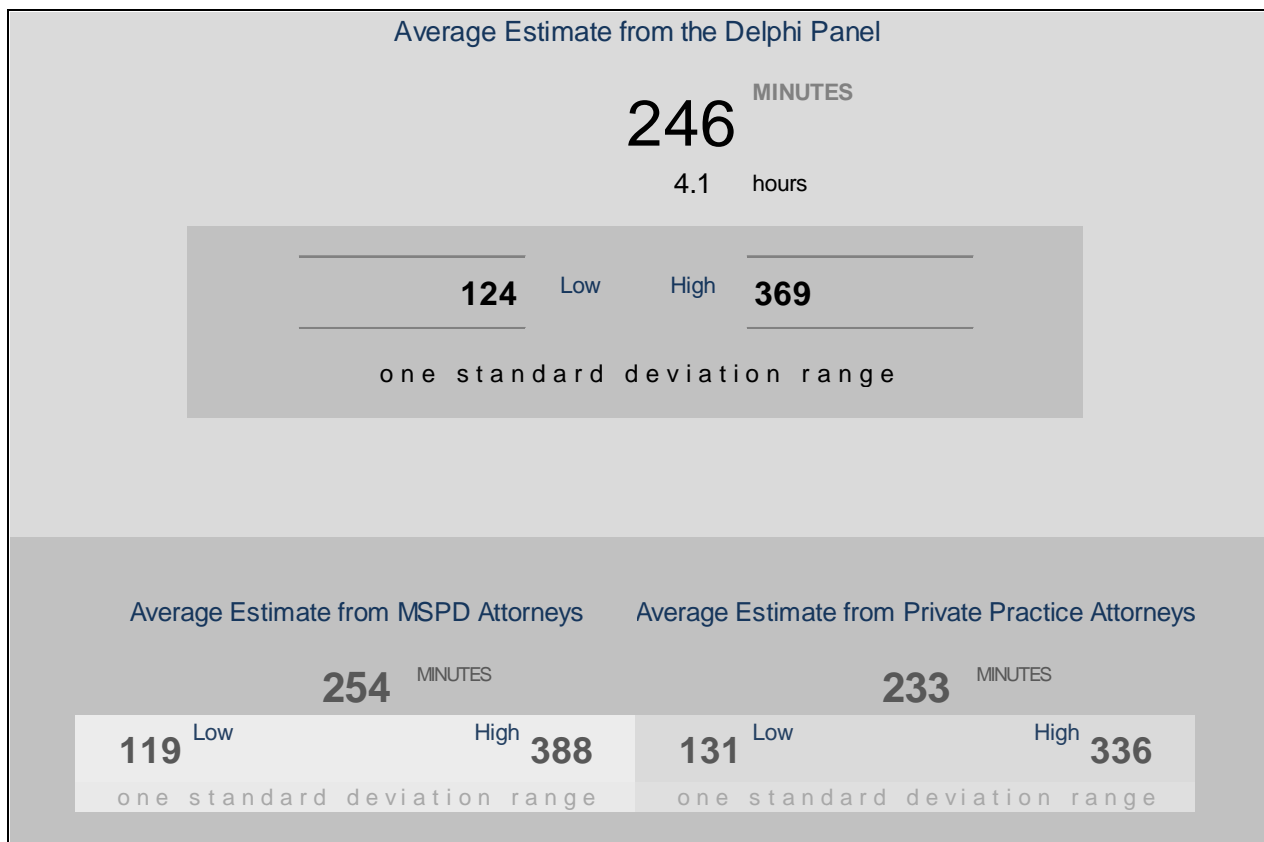 Average Estimate from the Delphi Panel
246 MINUTES
4.1 hours
124 Low High 369
one standard deviation range
Average Estimate from MSPD Attorneys Average Estimate from Private Practice Attorneys
254 MINUTES 233 MINUTES
119 Low High 388 131 Low High 336
one standard deviation range one standard deviation range